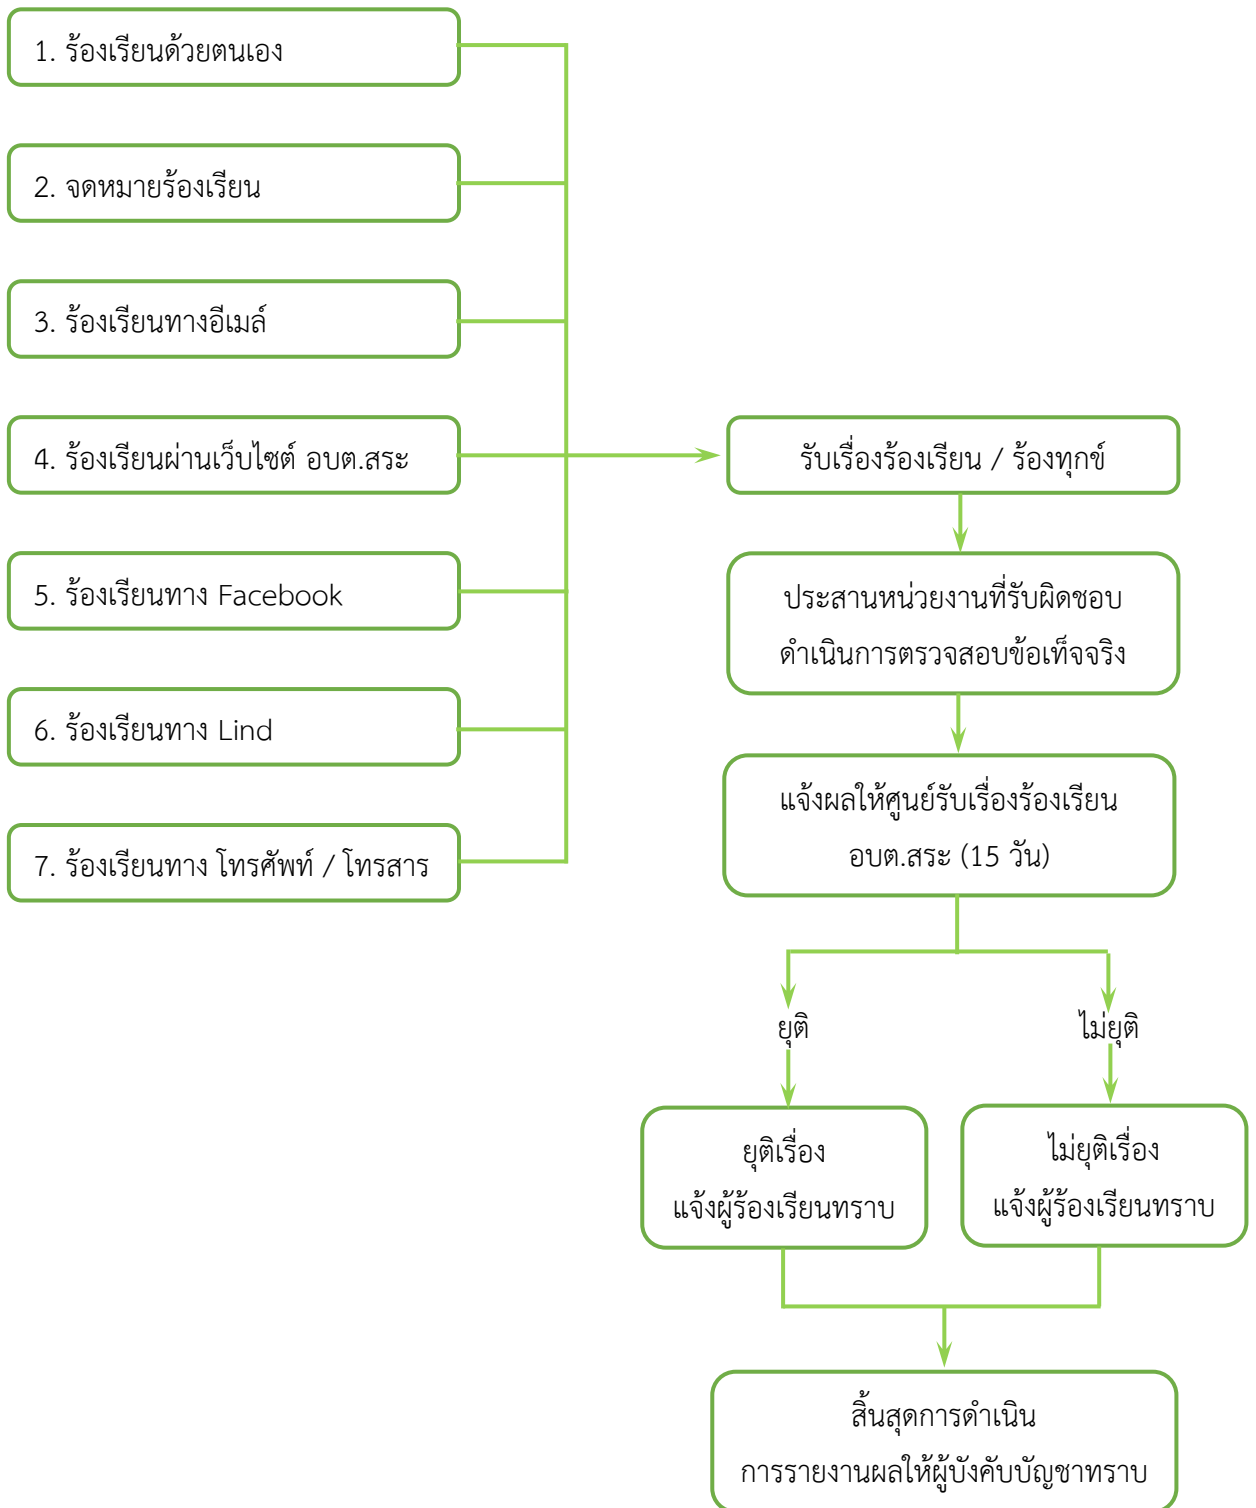 1. ร้องเรียนด้วยตนเอง
2. จดหมายร้องเรียน
3. ร้องเรียนทางอีเมล์
4. ร้องเรียนผ่านเว็บไซต์ อบต.สระ
5. ร้องเรียนทาง Facebook
6. ร้องเรียนทาง Lind
7. ร้องเรียนทาง โทรศัพท์ / โทรสาร
รับเรื่องร้องเรียน / ร้องทุกข์
ประสานหน่วยงานที่รับผิดชอบ
ดำเนินการตรวจสอบข้อเท็จจริง
แจ้งผลให้ศูนย์รับเรื่องร้องเรียน
อบต.สระ (15 วัน)
ยุติ
ไม่ยุติ
ยุติเรื่อง
แจ้งผู้ร้องเรียนทราบ
ไม่ยุติเรื่อง
แจ้งผู้ร้องเรียนทราบ
สิ้นสุดการดำเนิน
การรายงานผลให้ผู้บังคับบัญชาทราบ